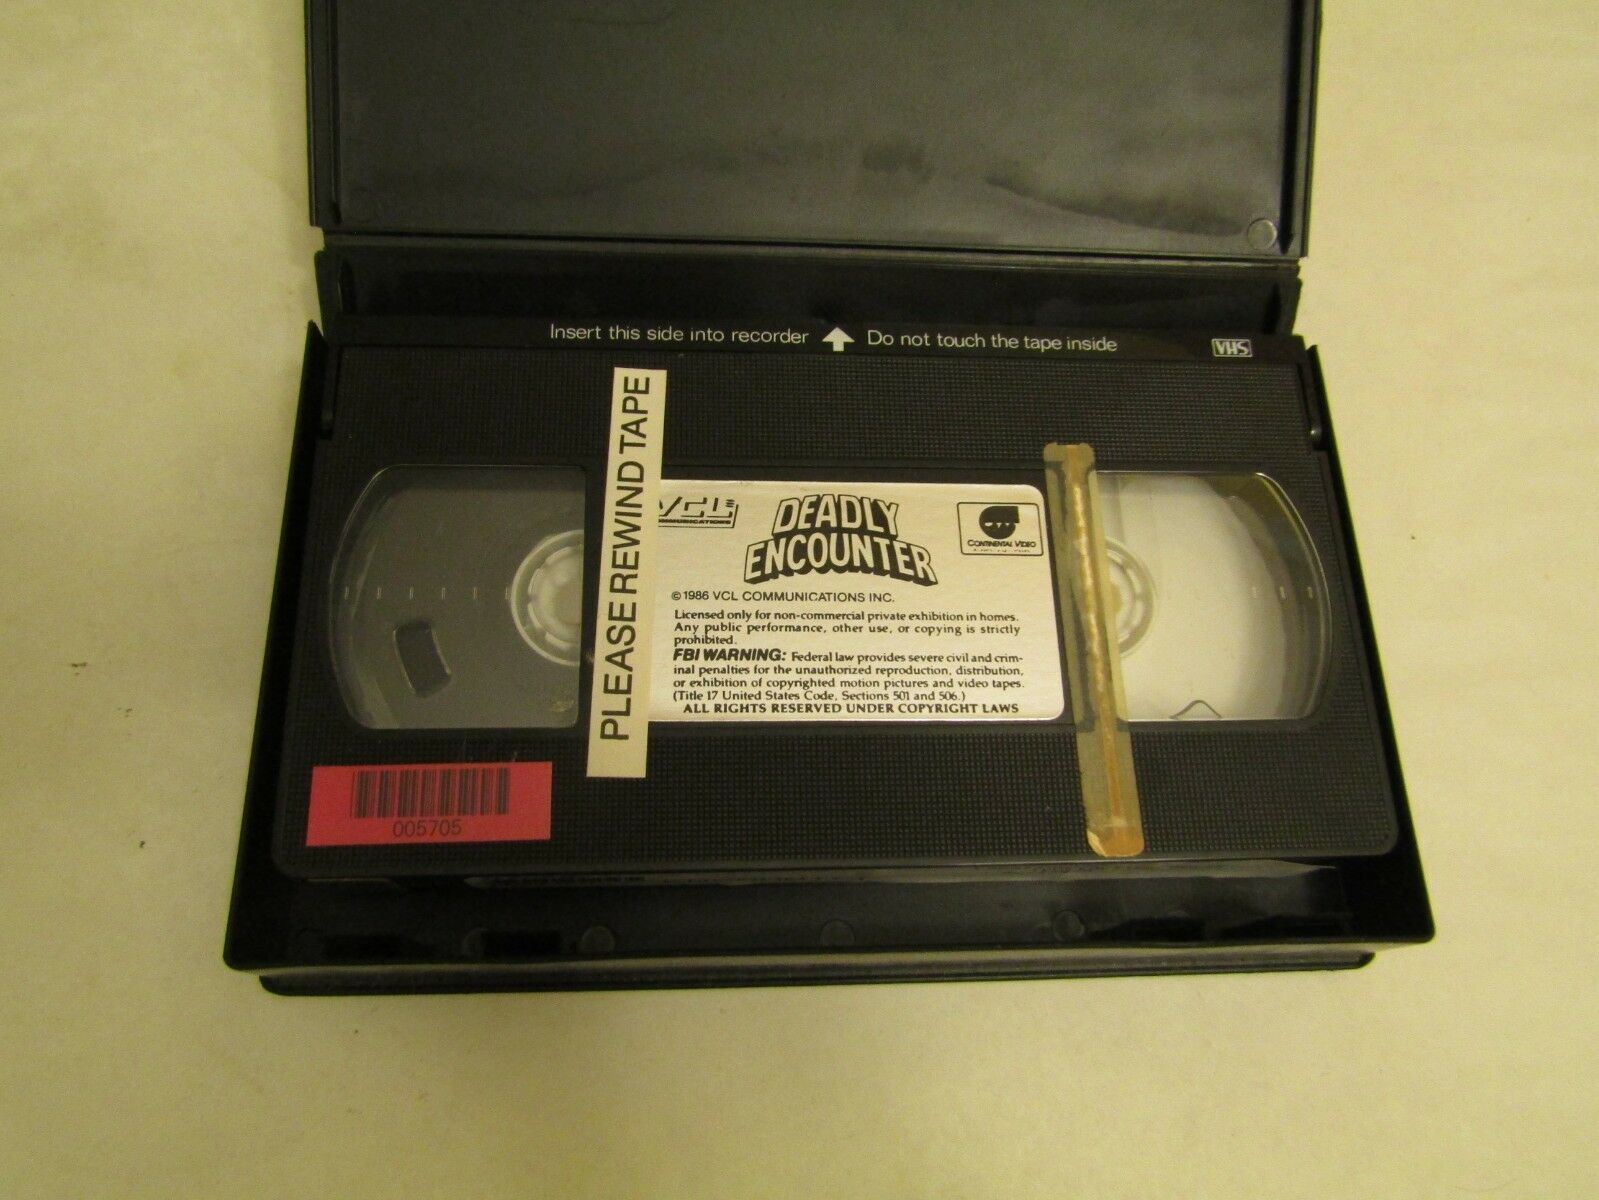 Insert this side into recorder Do not touch the tape inside VHS
PLEASE REWIND TAPE
VCL
COMMUNICATIONS
DEADLY
ENCOUNTER
CONTINENTAL VIDEO
©1986 VCL COMMUNICATIONS INC.
Licensed only for non-commercial private exhibition in homes.
Any public performance, other use, or copying is strictly
prohibited.
FBI WARNING: Federal law provides severe civil and crim-
inal penalties for the unauthorized reproduction, distribution,
or exhibition of copyrighted motion pictures and video tapes.
(Title 17 United States Code, Sections 501 and 506.)
ALL RIGHTS RESERVED UNDER COPYRIGHT LAWS
005705